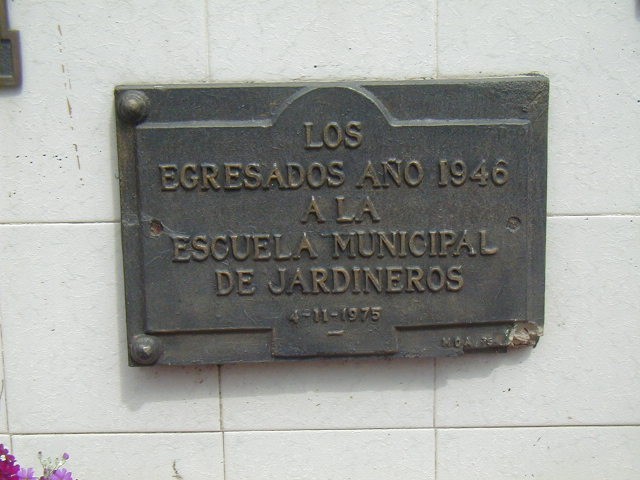 LOS
EGRESADOS AÑO 1946
A LA
ESCUELA MUNICIPAL
DE JARDINEROS
4-11-1975